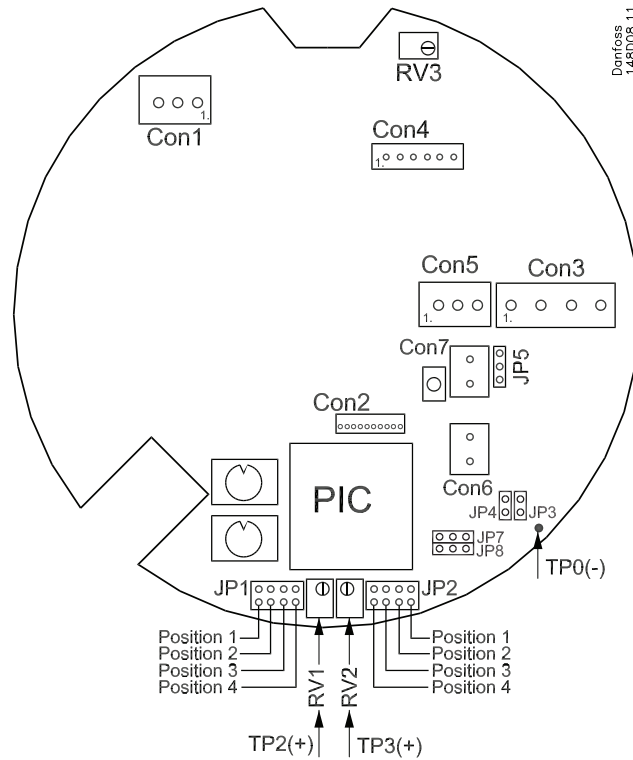 Danfoss
148D08_11
RV3
1.
Con1
Con4
1.
Con5
Con3
1.
1.
Con7
JP5
Con2
PIC
Con6
JP4
JP3
JP7
JP8
TP0(-)
JP1
JP2
Position 1
Position 2
Position 3
Position 4
RV1
RV2
Position 1
Position 2
Position 3
Position 4
TP2(+)
TP3(+)